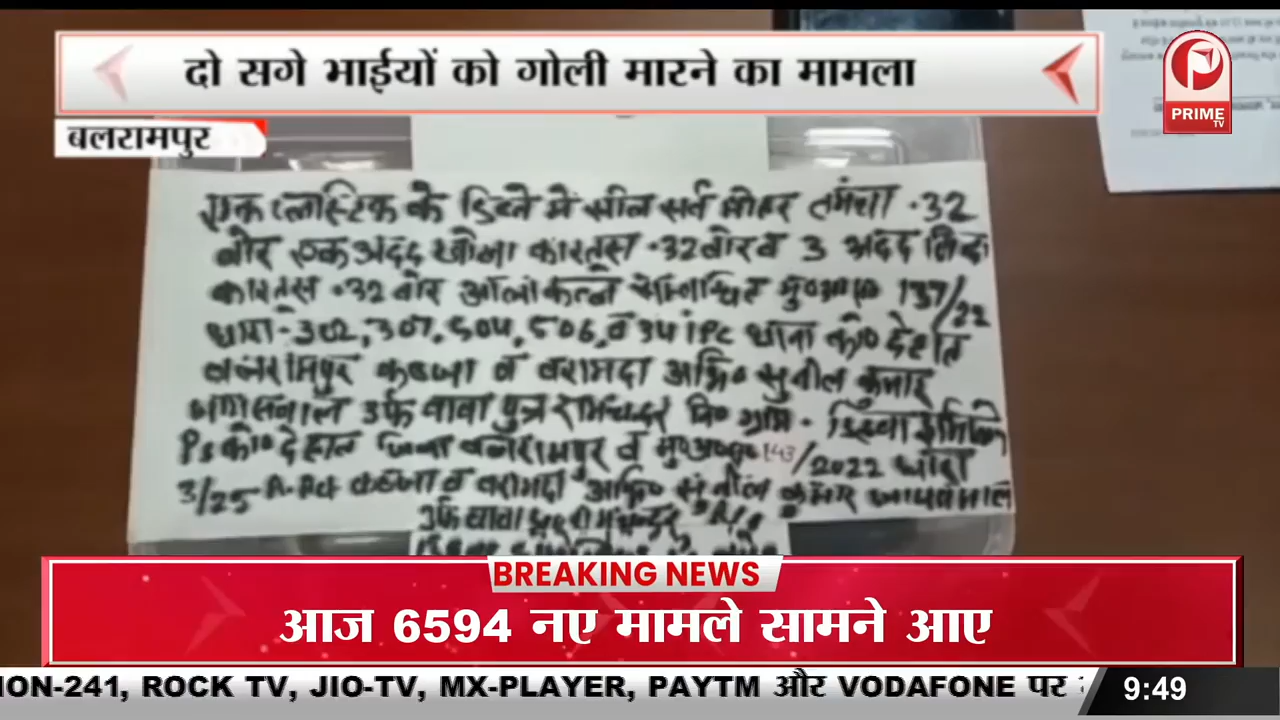 दो सगे भाईयों को गोली मारने का मामला
PRIME
TV
बलरामपुर
एक प्लास्टिक के डिब्बे में सील सर्व मोहर तमंचा .32
बोर एक अदद खोखा कारतूस .32 बोर व 3 अदद जिन्दा
कारतूस .32 बोर आलाकत्ल सम्बन्धित मु0अ0सं0 137/22
धारा - 302, 307, 504, 506, व 34 IPC थाना को0 देहात
बलरामपुर कब्जा व बरामदा अभि0 सुनील कुमार
उर्फ बाबा पुत्र नि0 ग्राम -
PS को0 देहात जिला बलरामपुर व मु0अ0सं0 143/2022 धारा
3/25 A.Act कब्जा व बरामदा अभि0 सुनील कुमार
उर्फ बाबा
BREAKING NEWS
आज 6594 नए मामले सामने आए
ION-241, ROCK TV, JIO-TV, MX-PLAYER, PAYTM और VODAFONE पर
9:49